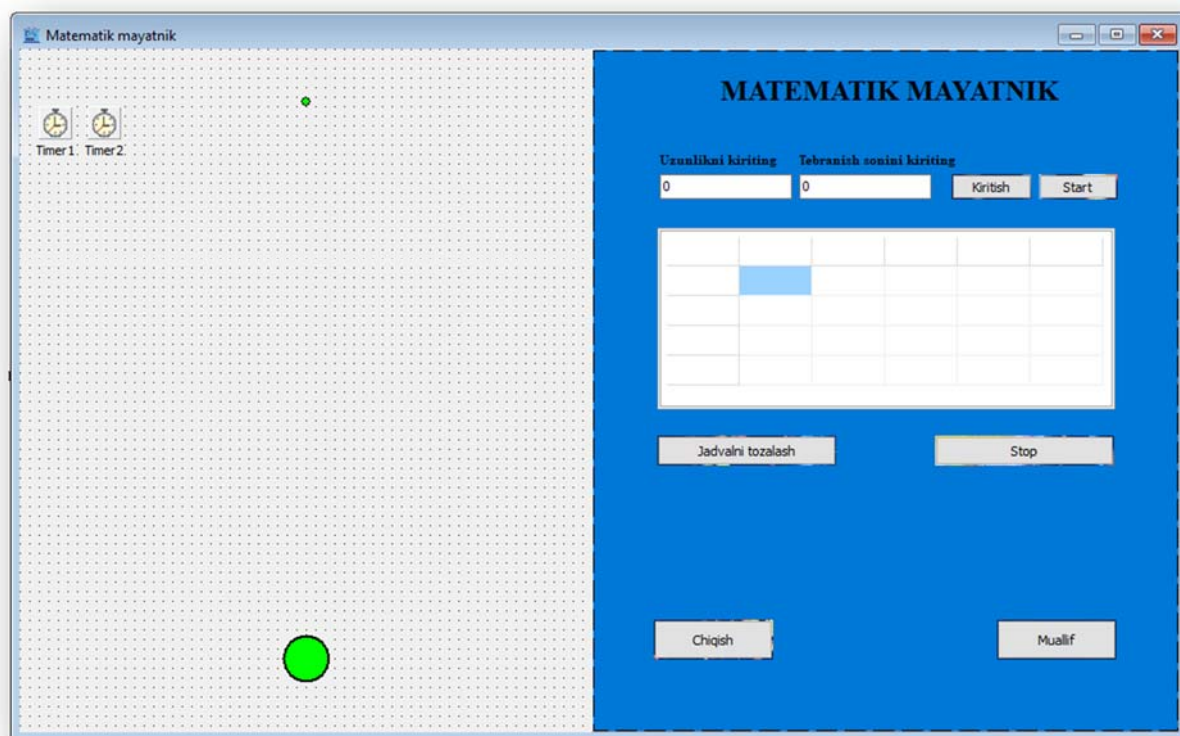 Matematik mayatnik
Timer1 Timer2
MATEMATIK MAYATNIK
Uzunlikni kiriting Tebranish sonini kiriting
0 0 Kiritish Start
Jadvalni tozalash Stop
Chiqish Muallif